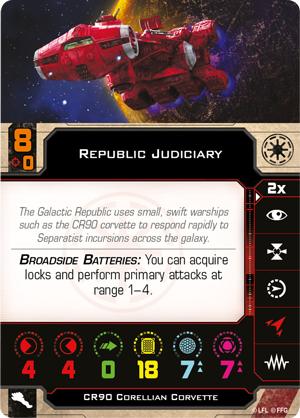 Republic Judiciary
8
0
2x
The Galactic Republic uses small, swift warships
such as the CR90 corvette to respond rapidly to
Separatist incursions across the galaxy.
Broadside Batteries: You can acquire
locks and perform primary attacks at
range 1–4.
4 4 0 18 7 7
CR90 Corellian Corvette
©LFL ©FFG